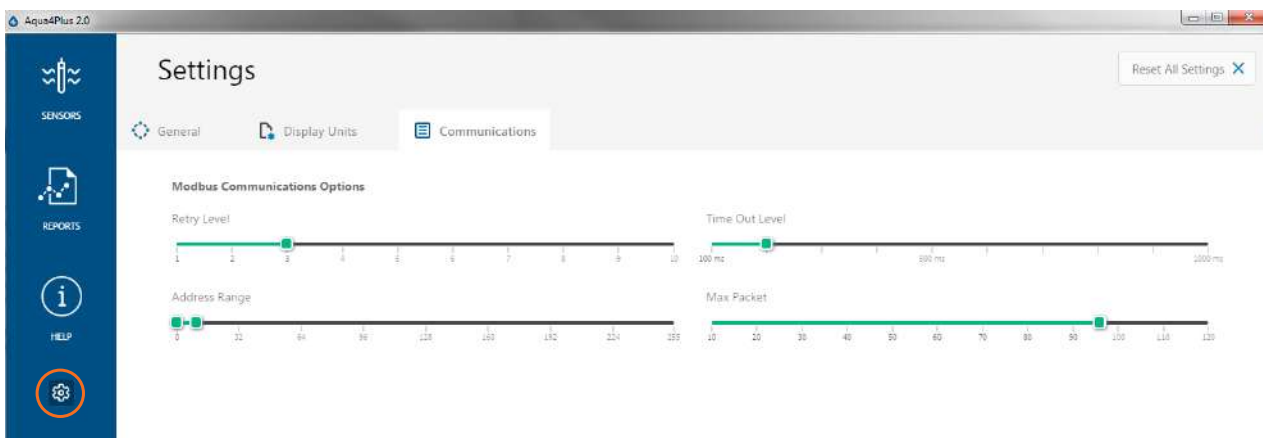 Aqua4Plus 2.0
SENSORS
REPORTS
HELP
Settings
Reset All Settings
General
Display Units
Communications
Modbus Communications Options
Retry Level
1 2 3 4 5 6 7 8 9 10
Time Out Level
100 ms 1000 ms
Address Range
0 32 64 96 128 160 192 224 255
Max Packet
10 20 30 40 50 60 70 80 90 100 110 120